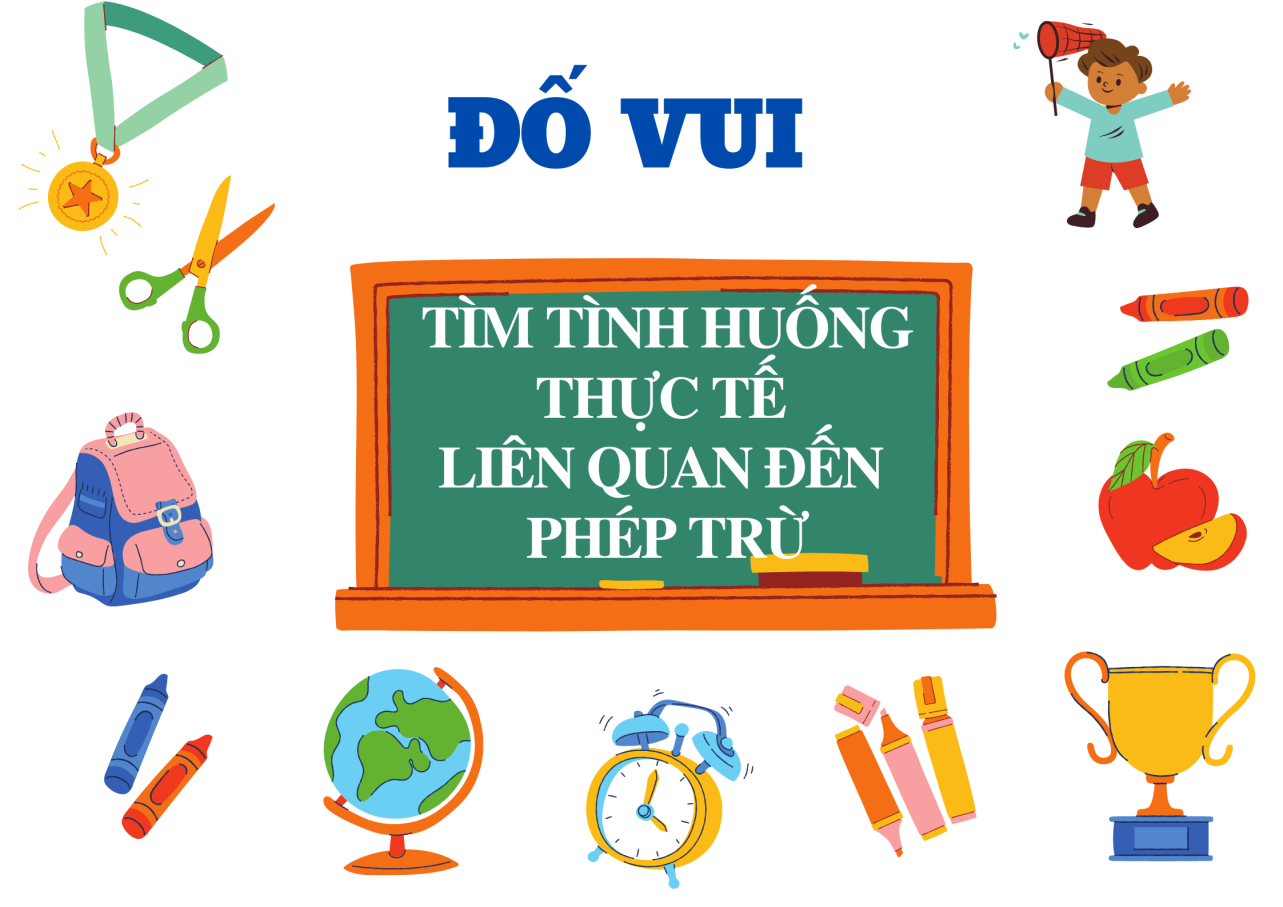 ĐỐ VUI
TÌM TÌNH HUỐNG
THỰC TẾ
LIÊN QUAN ĐẾN
PHÉP TRỪ